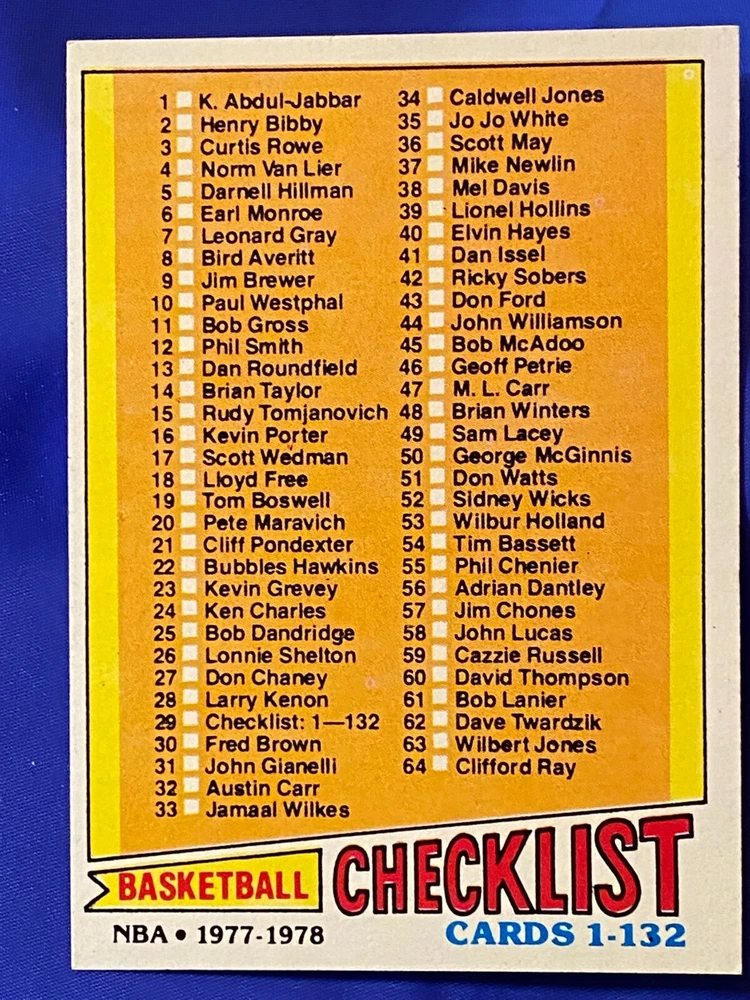 1 K. Abdul-Jabbar
2 Henry Bibby
3 Curtis Rowe
4 Norm Van Lier
5 Darnell Hillman
6 Earl Monroe
7 Leonard Gray
8 Bird Averitt
9 Jim Brewer
10 Paul Westphal
11 Bob Gross
12 Phil Smith
13 Dan Roundfield
14 Brian Taylor
15 Rudy Tomjanovich
16 Kevin Porter
17 Scott Wedman
18 Lloyd Free
19 Tom Boswell
20 Pete Maravich
21 Cliff Pondexter
22 Bubbles Hawkins
23 Kevin Grevey
24 Ken Charles
25 Bob Dandridge
26 Lonnie Shelton
27 Don Chaney
28 Larry Kenon
29 Checklist: 1—132
30 Fred Brown
31 John Gianelli
32 Austin Carr
33 Jamaal Wilkes
34 Caldwell Jones
35 Jo Jo White
36 Scott May
37 Mike Newlin
38 Mel Davis
39 Lionel Hollins
40 Elvin Hayes
41 Dan Issel
42 Ricky Sobers
43 Don Ford
44 John Williamson
45 Bob McAdoo
46 Geoff Petrie
47 M. L. Carr
48 Brian Winters
49 Sam Lacey
50 George McGinnis
51 Don Watts
52 Sidney Wicks
53 Wilbur Holland
54 Tim Bassett
55 Phil Chenier
56 Adrian Dantley
57 Jim Chones
58 John Lucas
59 Cazzie Russell
60 David Thompson
61 Bob Lanier
62 Dave Twardzik
63 Wilbert Jones
64 Clifford Ray
BASKETBALL CHECKLIST
NBA • 1977-1978 CARDS 1-132